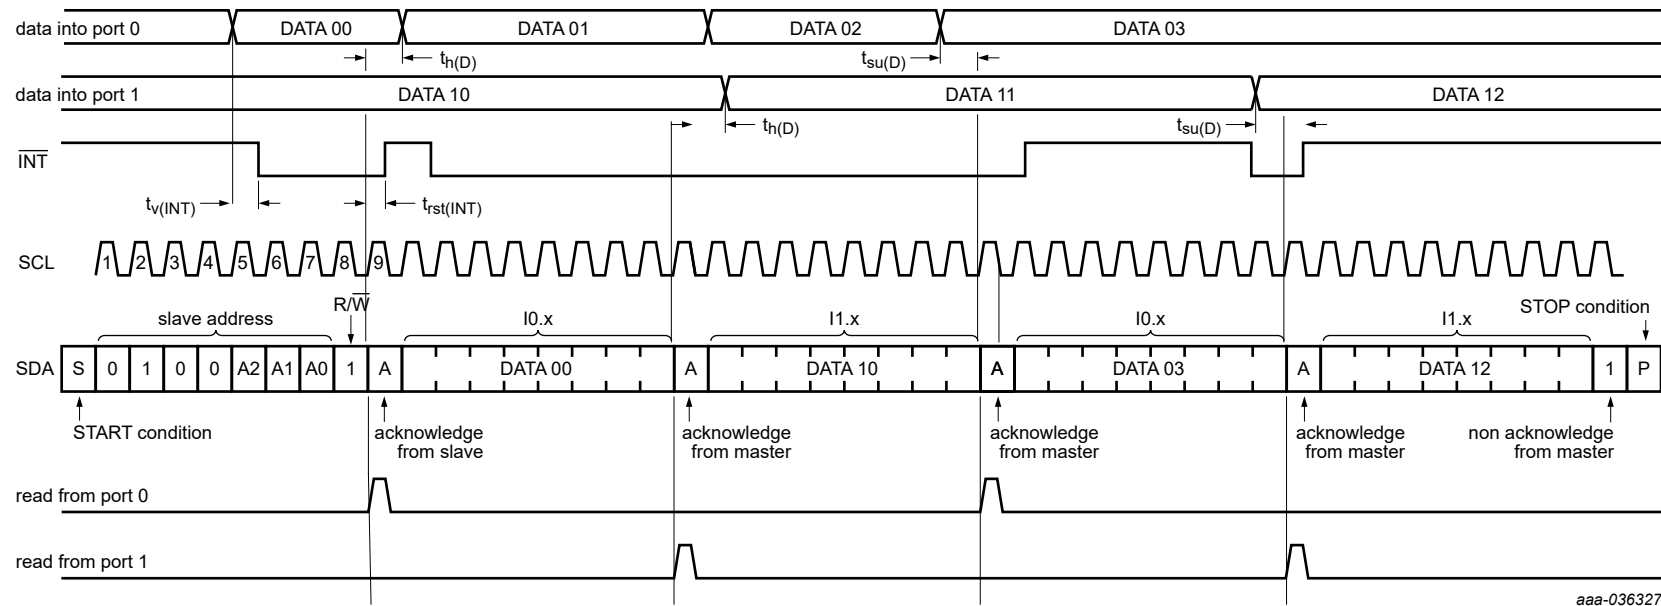 data into port 0 DATA 00 DATA 01 DATA 02 DATA 03
th(D) tsu(D)
data into port 1 DATA 10 DATA 11 DATA 12
th(D) tsu(D)
INT
tv(INT) trst(INT)
SCL 1 2 3 4 5 6 7 8 9
R/W STOP condition
slave address I0.x I1.x I0.x I1.x
SDA S 0 1 0 0 A2 A1 A0 1 A DATA 00 A DATA 10 A DATA 03 A DATA 12 1 P
START condition acknowledge acknowledge acknowledge acknowledge non acknowledge
from slave from master from master from master from master
read from port 0
read from port 1
aaa-036327